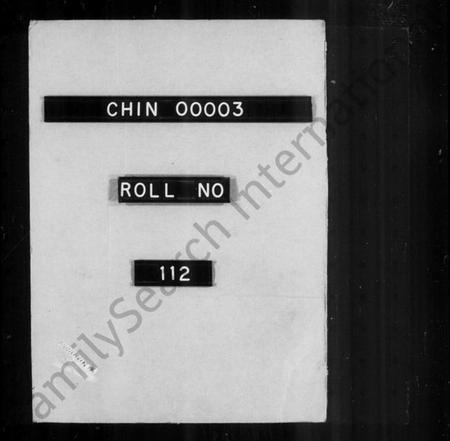 CHIN 00003
ROLL NO
112
FamilySearch International